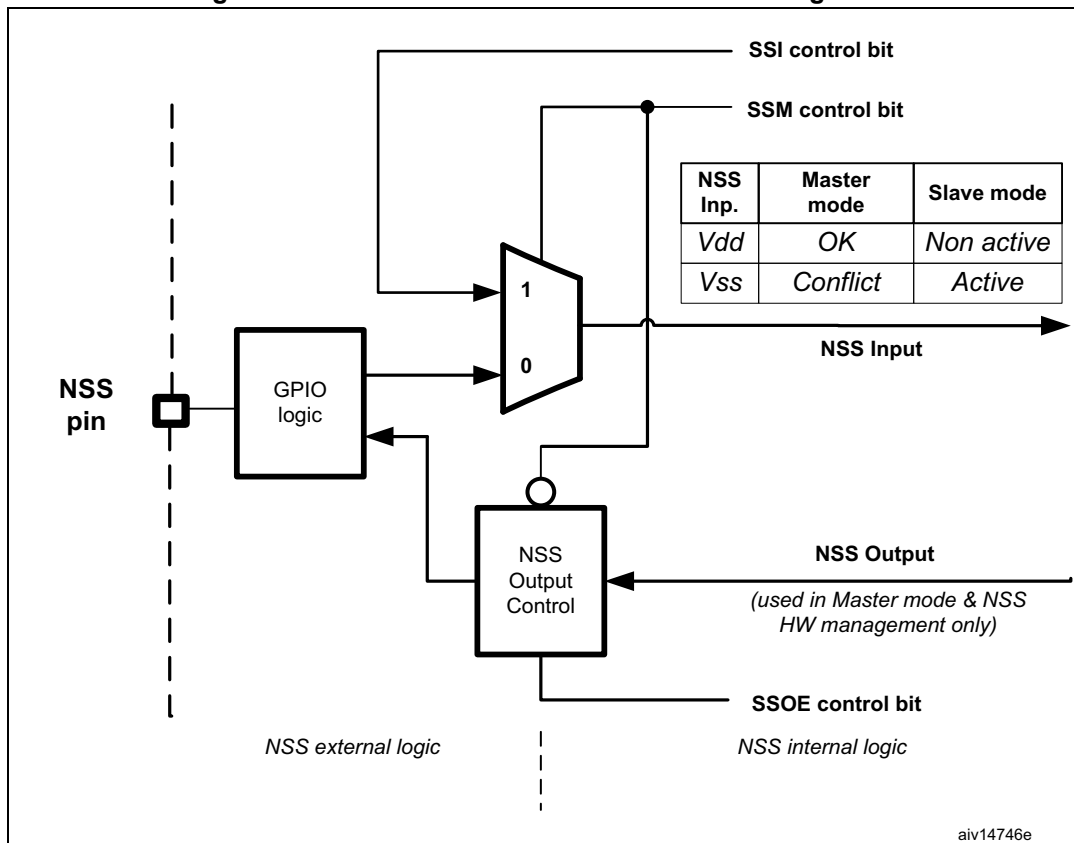 SSI control bit
SSM control bit
NSS Inp. Master mode Slave mode
Vdd OK Non active
Vss Conflict Active
1
0
NSS Input
NSS
pin
GPIO
logic
NSS
Output
Control
NSS Output
(used in Master mode & NSS
HW management only)
SSOE control bit
NSS external logic
NSS internal logic
aiv14746e